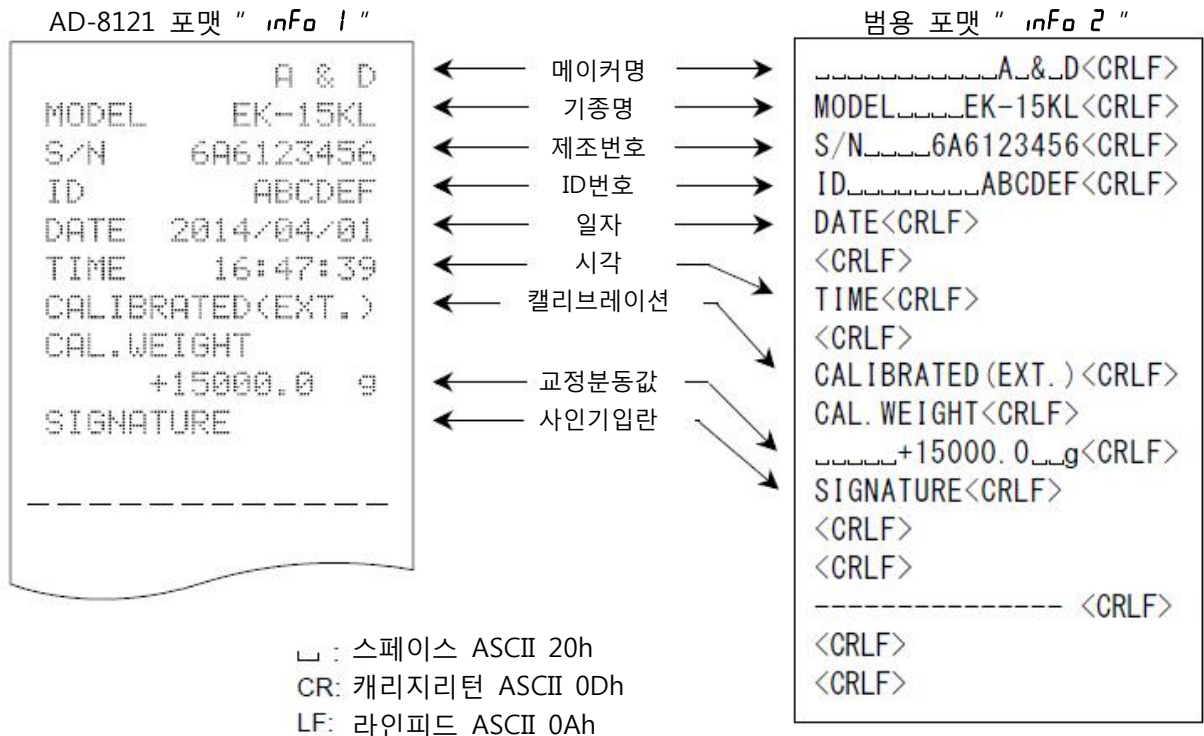 AD-8121 포맷 " inFo 1 "
A & D
MODEL EK-15KL
S/N 6A6123456
ID ABCDEF
DATE 2014/04/01
TIME 16:47:39
CALIBRATED(EXT.)
CAL.WEIGHT
+15000.0 g
SIGNATURE
메이커명
기종명
제조번호
ID번호
일자
시각
캘리브레이션
교정분동값
사인기입란
범용 포맷 " inFo 2 "
␣␣␣␣␣␣␣␣␣␣␣A␣&␣D<CRLF>
MODEL␣␣␣␣EK-15KL<CRLF>
S/N␣␣␣␣6A6123456<CRLF>
ID␣␣␣␣␣␣␣␣ABCDEF<CRLF>
DATE<CRLF>
<CRLF>
TIME<CRLF>
<CRLF>
CALIBRATED(EXT.)<CRLF>
CAL.WEIGHT<CRLF>
␣␣␣␣␣+15000.0␣␣g<CRLF>
SIGNATURE<CRLF>
<CRLF>
<CRLF>
---------------- <CRLF>
<CRLF>
<CRLF>
␣ : 스페이스 ASCII 20h
CR: 캐리지리턴 ASCII 0Dh
LF: 라인피드 ASCII 0Ah